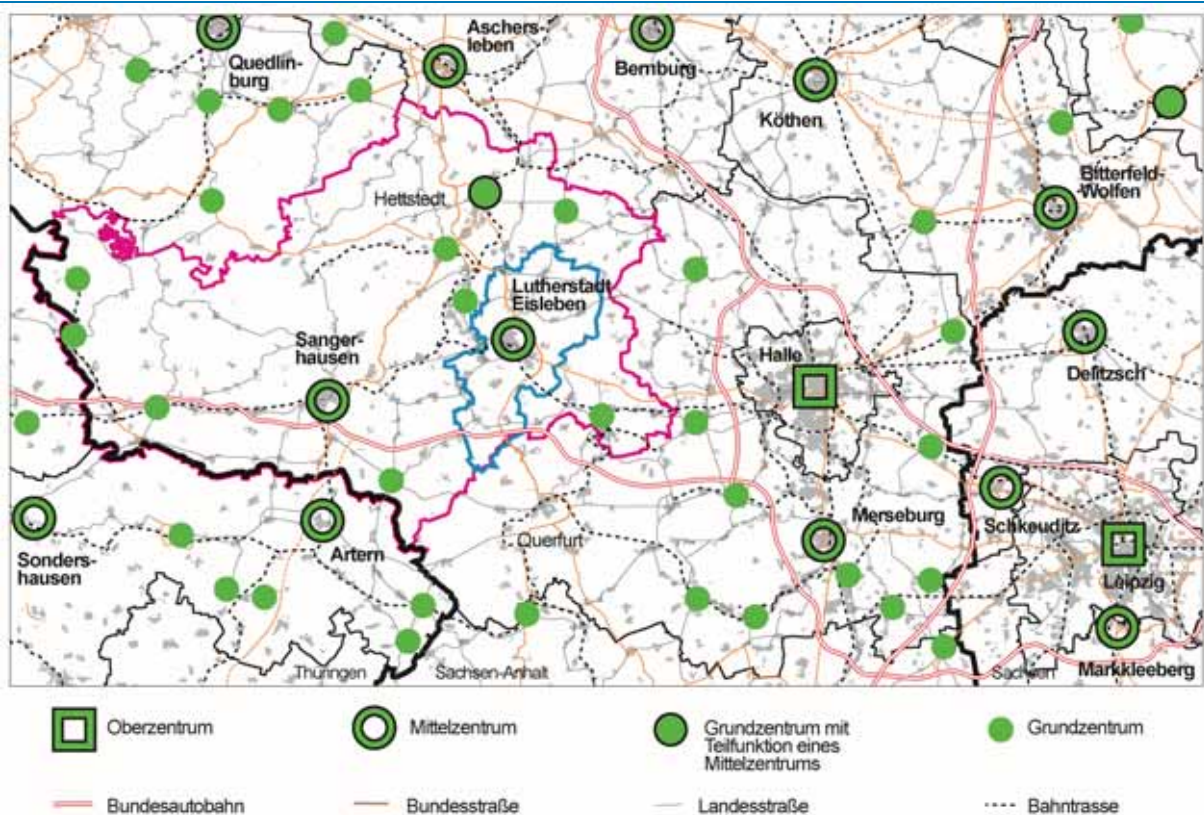 Aschers-
leben
Quedlin-
burg
Bernburg
Köthen
Hettstedt
Bitterfeld-
Wolfen
Lutherstadt
Eisleben
Sanger-
hausen
Halle
Delitzsch
Merseburg
Schkeuditz
Sonders-
hausen
Artern
Querfurt
Leipzig
Thüringen
Sachsen-Anhalt
Sachsen
Markkleeberg
Oberzentrum
Mittelzentrum
Grundzentrum mit
Teilfunktion eines
Mittelzentrums
Grundzentrum
Bundesautobahn
Bundesstraße
Landesstraße
Bahntrasse